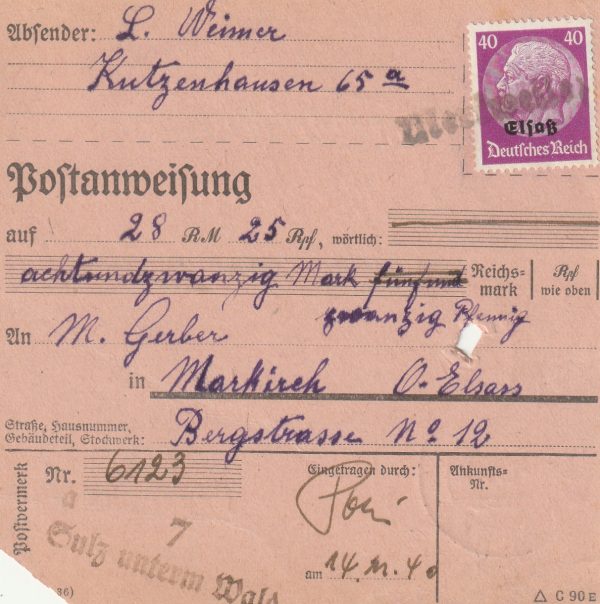 Absender: L. Weimer
Kutzenhausen 65 a
40 40
Elsaß
Deutsches Reich
Postanweisung
auf 28 RM 25 Rpf, wörtlich:
achtundzwanzig Mark fünfund
Reichsmark
Rpf wie oben
zwanzig Pfennig
An M. Gerber
in Markirch O. Elsass
Straße, Hausnummer,
Gebäudeteil, Stockwerk: Bergstrasse No 12
Postvermerk
Nr. 6123
Eingetragen durch:
Ankunfts-
Nr.
a
7
Sulz unterm Wald
am 14. 11. 40
36)
△ C 90 E